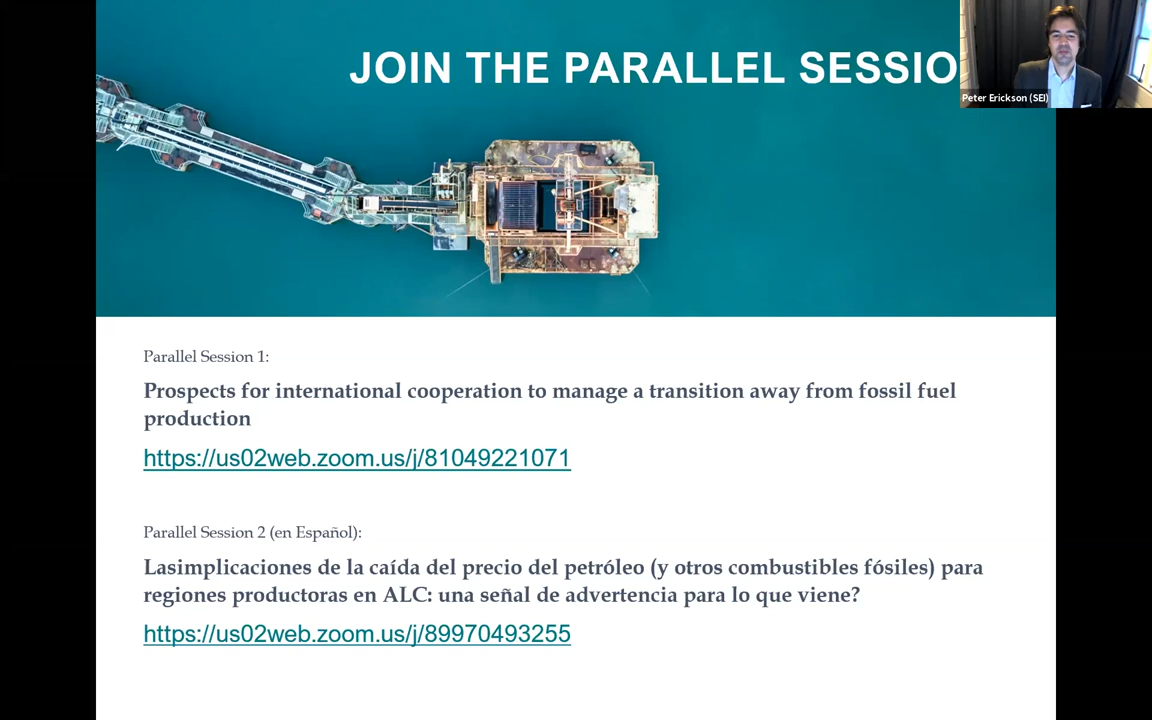 JOIN THE PARALLEL SESSIO
Peter Erickson (SEI)
Parallel Session 1:
Prospects for international cooperation to manage a transition away from fossil fuel
production
https://us02web.zoom.us/j/81049221071
Parallel Session 2 (en Español):
Lasimplicaciones de la caída del precio del petróleo (y otros combustibles fósiles) para
regiones productoras en ALC: una señal de advertencia para lo que viene?
https://us02web.zoom.us/j/89970493255